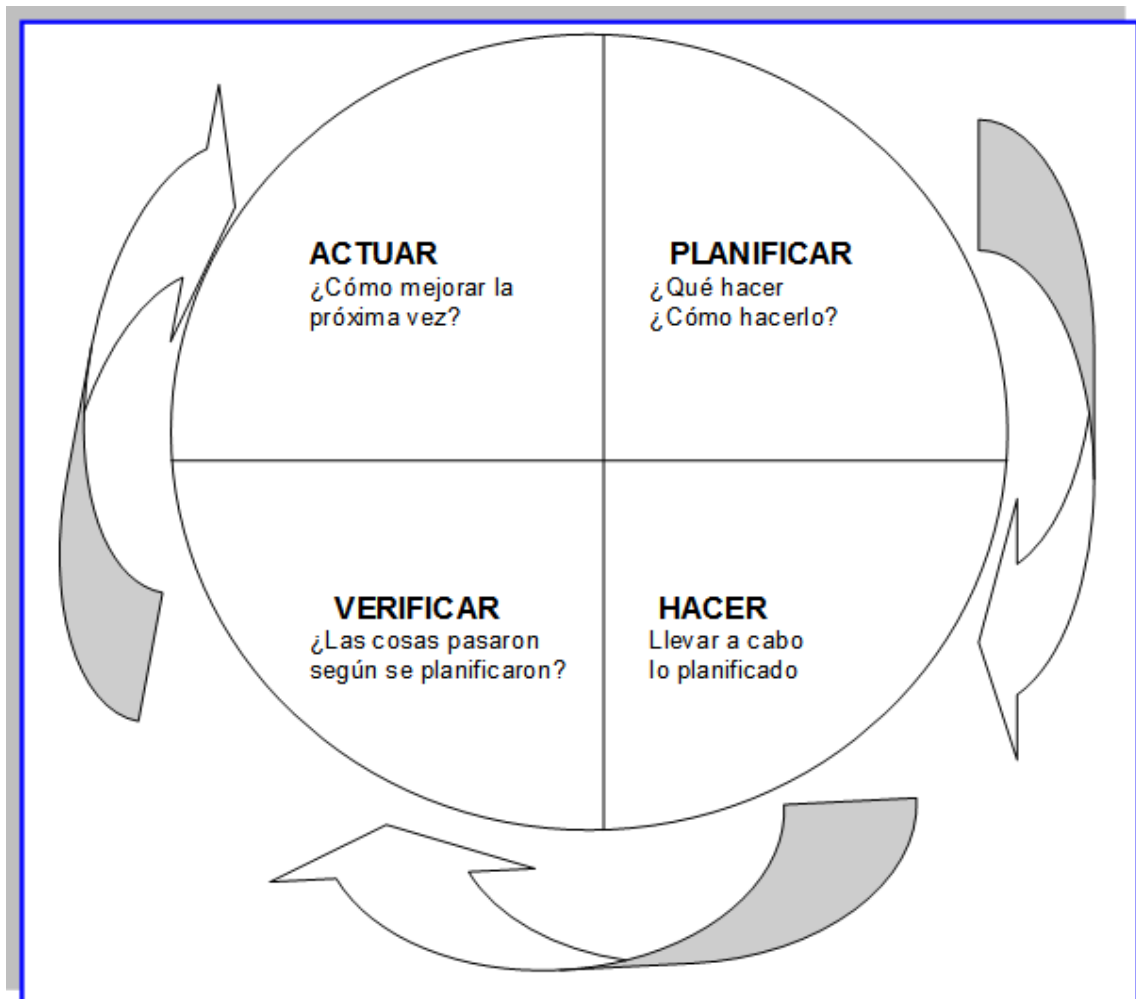 ACTUAR
¿Cómo mejorar la
próxima vez?
PLANIFICAR
¿Qué hacer
¿Cómo hacerlo?
VERIFICAR
¿Las cosas pasaron
según se planificaron?
HACER
Llevar a cabo
lo planificado